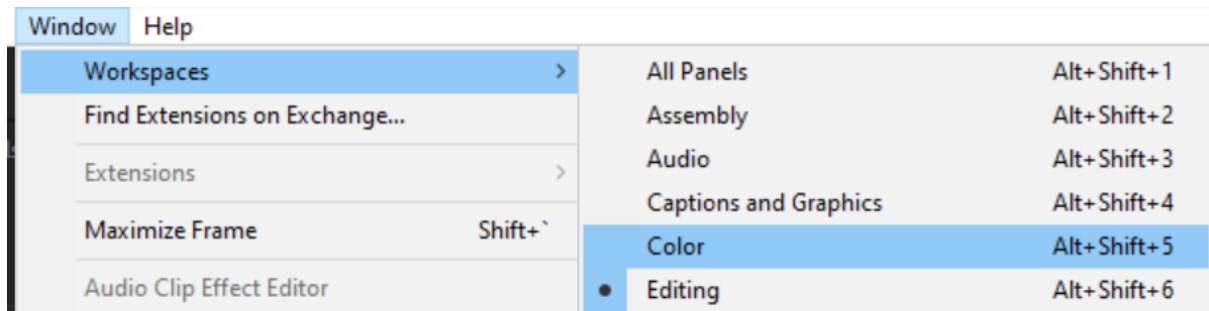 Window Help
Workspaces >
Find Extensions on Exchange...
Extensions >
Maximize Frame Shift+`
Audio Clip Effect Editor
All Panels Alt+Shift+1
Assembly Alt+Shift+2
Audio Alt+Shift+3
Captions and Graphics Alt+Shift+4
Color Alt+Shift+5
Editing Alt+Shift+6